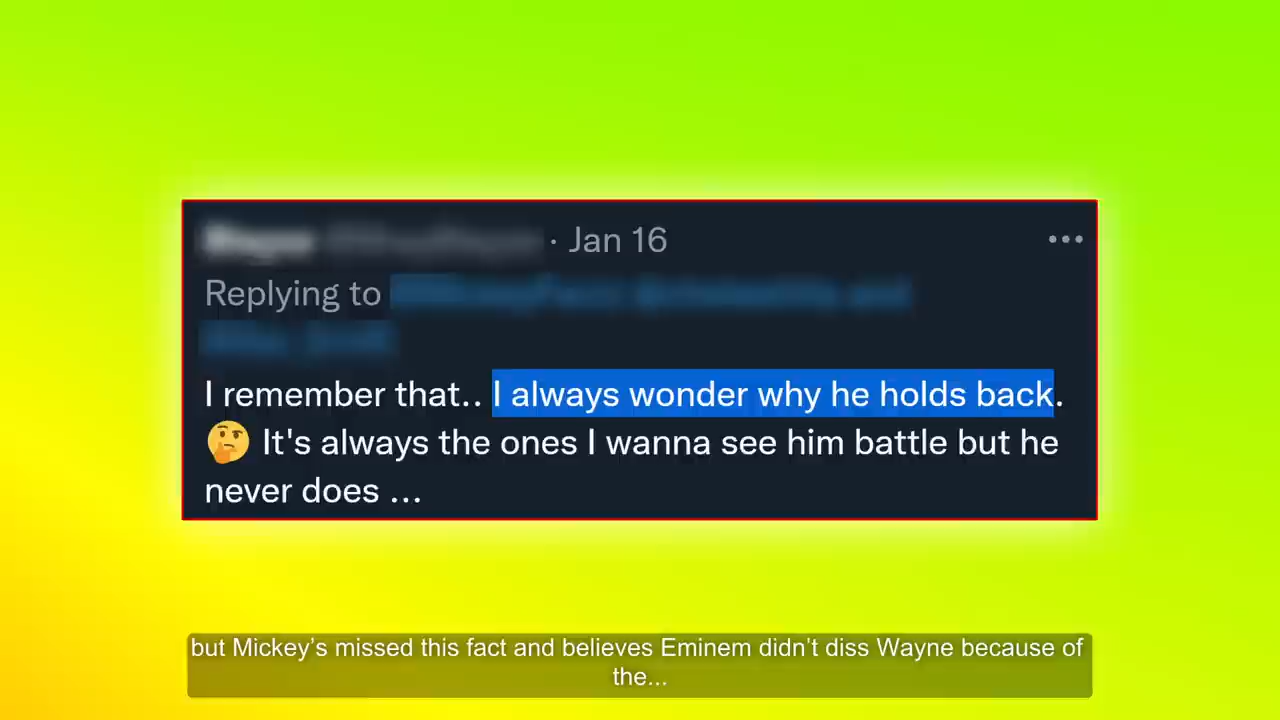 · Jan 16
Replying to
I remember that.. I always wonder why he holds back.
🤔 It's always the ones I wanna see him battle but he
never does ...
but Mickey’s missed this fact and believes Eminem didn’t diss Wayne because of
the...